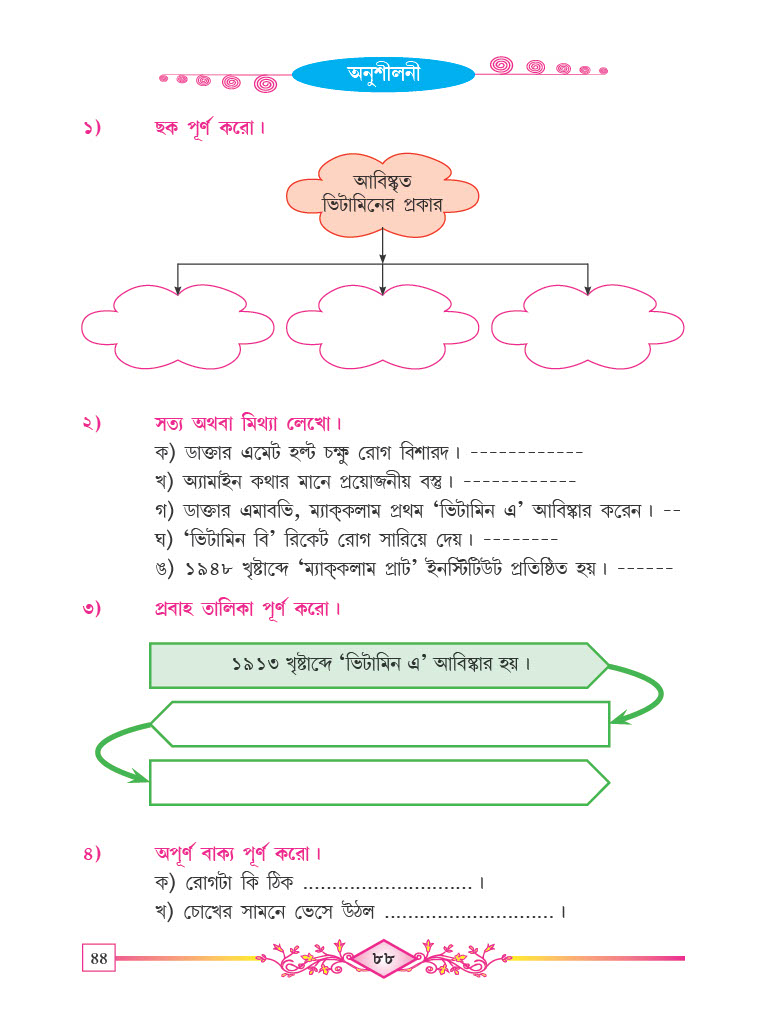 অনুশীলনী
১) ছক পূর্ণ করো।
আবিষ্কৃত
ভিটামিনের প্রকার
২) সত্য অথবা মিথ্যা লেখো।
ক) ডাক্তার এমেট হল্ট চক্ষু রোগ বিশারদ। ------------
খ) অ্যামাইন কথার মানে প্রয়োজনীয় বস্তু। ------------
গ) ডাক্তার এমাবভি, ম্যাক্‌কলাম প্রথম ‘ভিটামিন এ’ আবিষ্কার করেন। --
ঘ) ‘ভিটামিন বি’ রিকেট রোগ সারিয়ে দেয়। --------
ঙ) ১৯৪৮ খৃষ্টাব্দে ‘ম্যাক্‌কলাম প্রাট’ ইনস্টিটিউট প্রতিষ্ঠিত হয়। ------
৩) প্রবাহ তালিকা পূর্ণ করো।
১৯১৩ খৃষ্টাব্দে ‘ভিটামিন এ’ আবিষ্কার হয়।
৪) অপূর্ণ বাক্য পূর্ণ করো।
ক) রোগটা কি ঠিক .............................।
খ) চোখের সামনে ভেসে উঠল .............................।
৪৪
৮৮